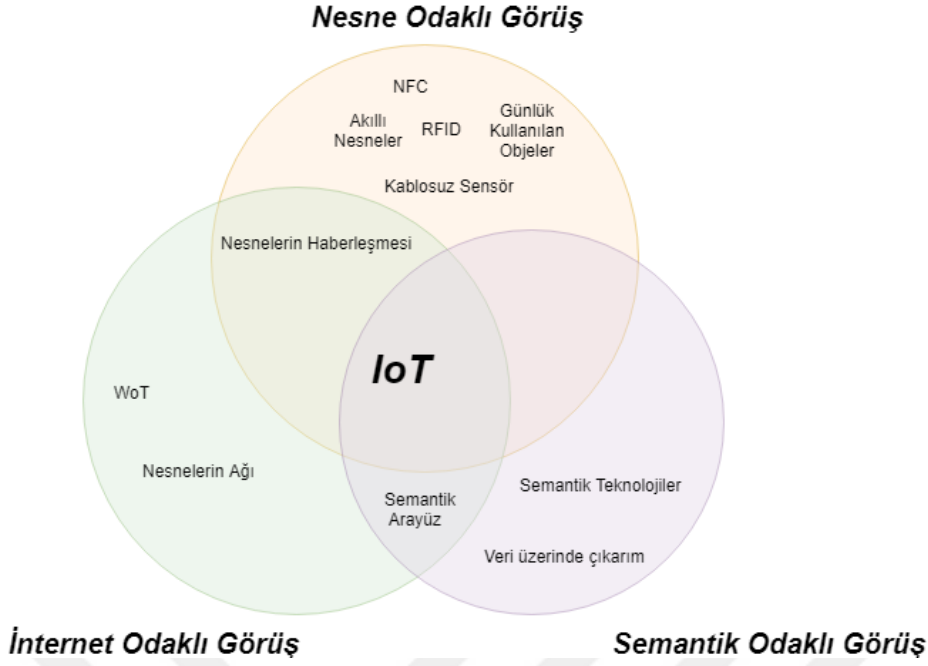 Nesne Odaklı Görüş
NFC
Akıllı
Nesneler
RFID
Günlük
Kullanılan
Objeler
Kablosuz Sensör
Nesnelerin Haberleşmesi
IoT
WoT
Nesnelerin Ağı
Semantik
Arayüz
Semantik Teknolojiler
Veri üzerinde çıkarım
İnternet Odaklı Görüş
Semantik Odaklı Görüş